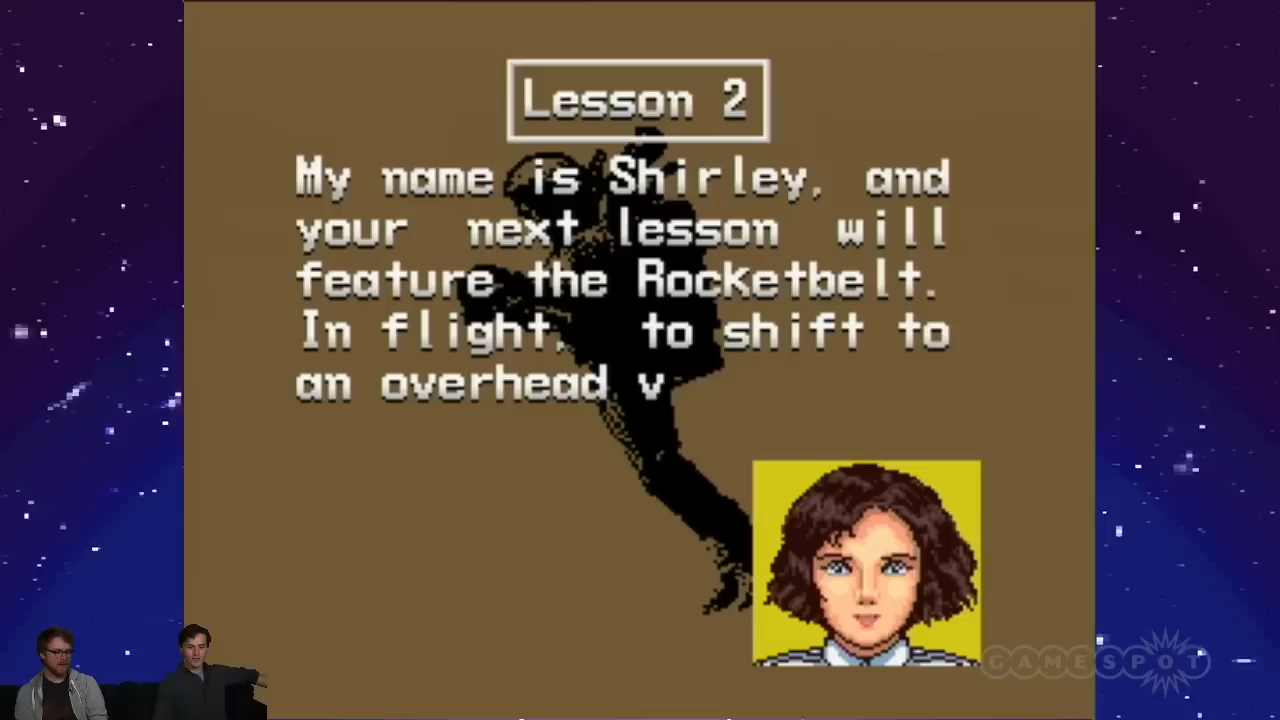 Lesson 2
My name is Shirley, and
your next lesson will
feature the Rocketbelt.
In flight, to shift to
an overhead v
GAMESPOT